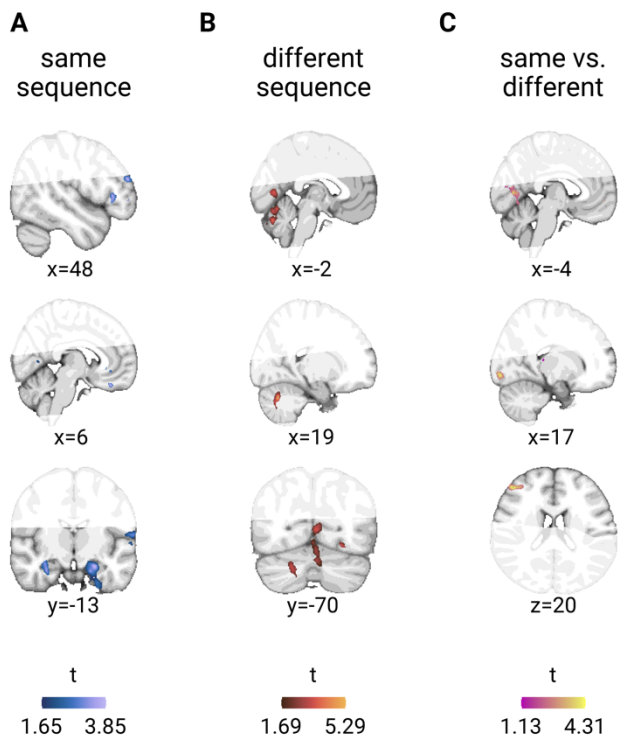 A
B
C
same
sequence
different
sequence
same vs.
different
x=48
x=-2
x=-4
x=6
x=19
x=17
y=-13
y=-70
z=20
t
t
t
1.65 3.85
1.69 5.29
1.13 4.31